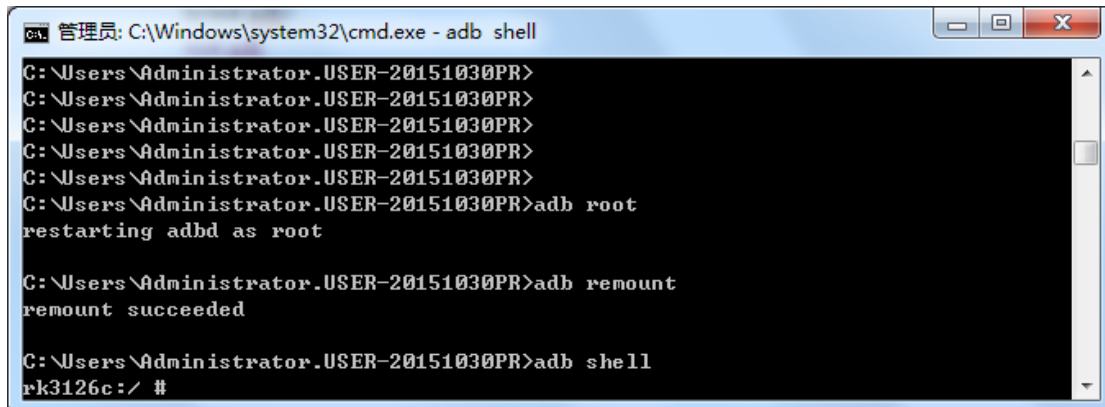 管理员: C:\Windows\system32\cmd.exe - adb shell
C:\Users\Administrator.USER-20151030PR>
C:\Users\Administrator.USER-20151030PR>
C:\Users\Administrator.USER-20151030PR>
C:\Users\Administrator.USER-20151030PR>
C:\Users\Administrator.USER-20151030PR>
C:\Users\Administrator.USER-20151030PR>adb root
restarting adbd as root
C:\Users\Administrator.USER-20151030PR>adb remount
remount succeeded
C:\Users\Administrator.USER-20151030PR>adb shell
rk3126c:/ #